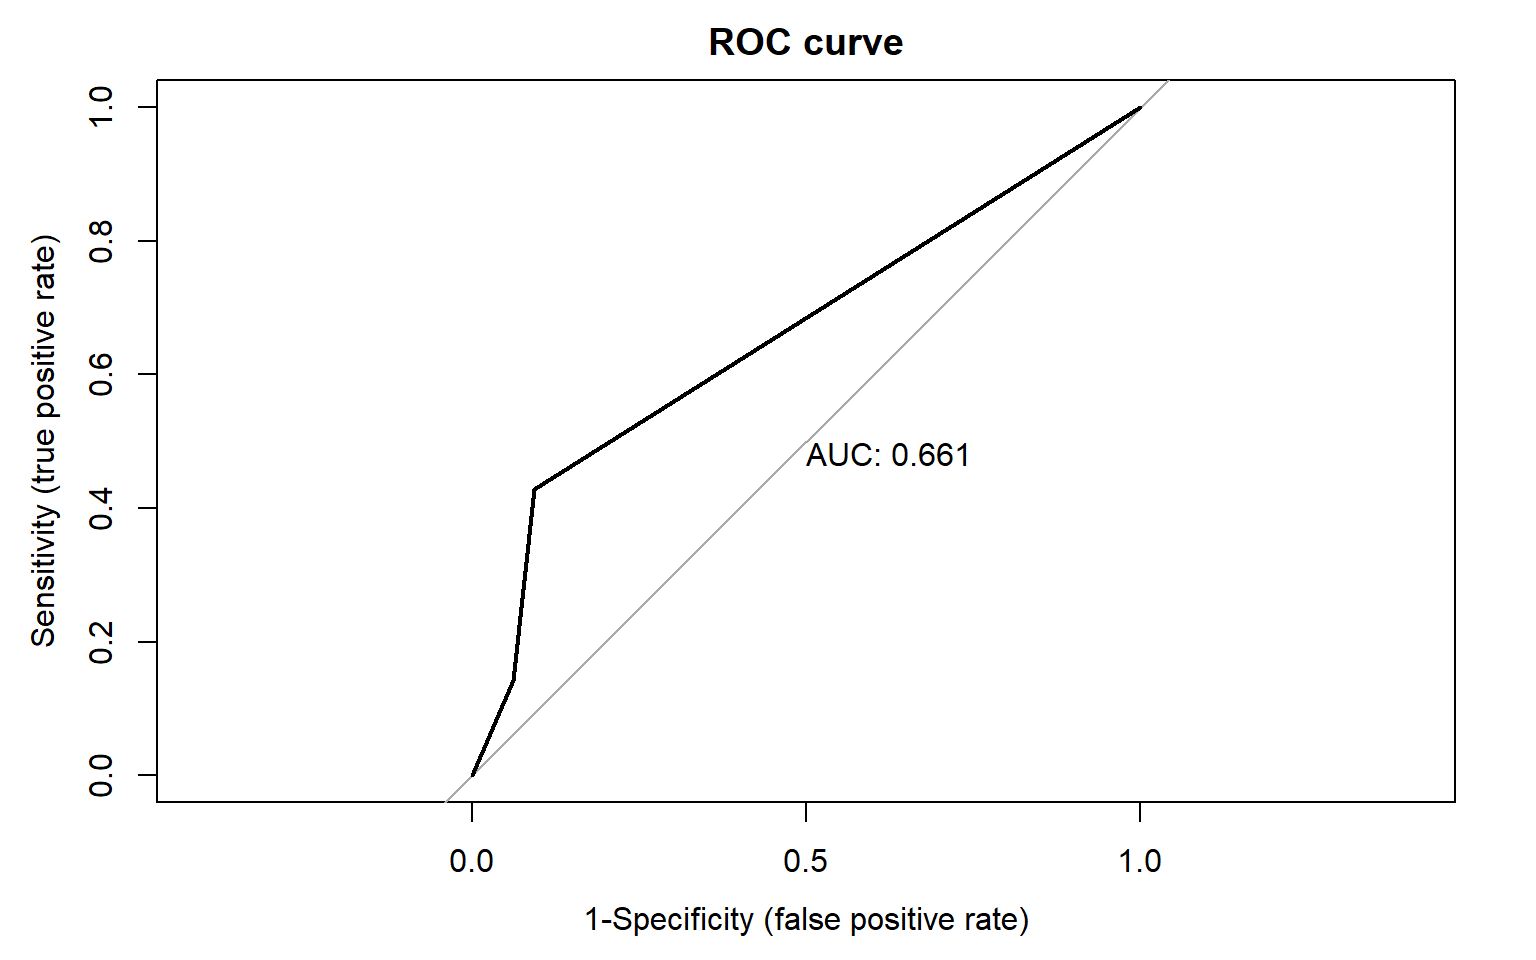 ROC curve
1.0
0.8
0.6
0.4
0.2
0.0
Sensitivity (true positive rate)
AUC: 0.661
0.0 0.5 1.0
1-Specificity (false positive rate)